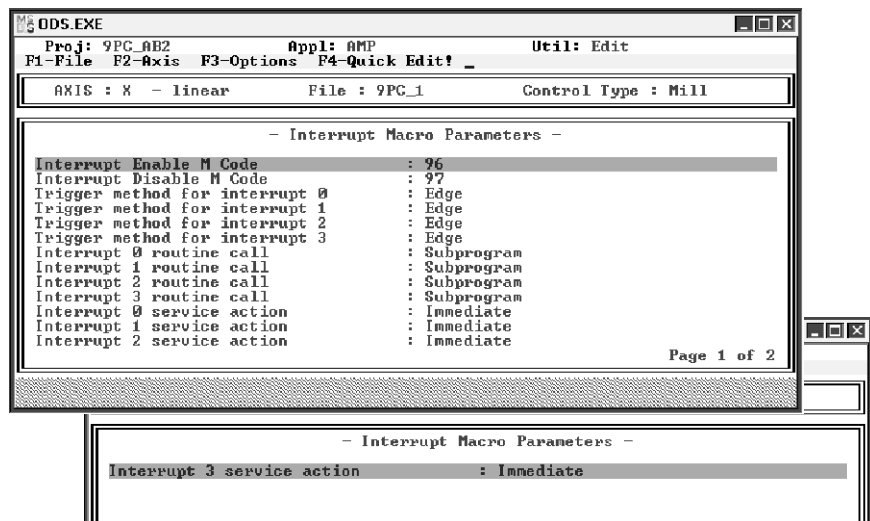 MS DOS ODS.EXE
Proj: 9PC_AB2 Appl: AMP Util: Edit
F1-File F2-Axis F3-Options F4-Quick Edit! _
AXIS : X - linear File : 9PC_1 Control Type : Mill
- Interrupt Macro Parameters -
Interrupt Enable M Code : 96
Interrupt Disable M Code : 97
Trigger method for interrupt 0 : Edge
Trigger method for interrupt 1 : Edge
Trigger method for interrupt 2 : Edge
Trigger method for interrupt 3 : Edge
Interrupt 0 routine call : Subprogram
Interrupt 1 routine call : Subprogram
Interrupt 2 routine call : Subprogram
Interrupt 3 routine call : Subprogram
Interrupt 0 service action : Immediate
Interrupt 1 service action : Immediate
Interrupt 2 service action : Immediate
Page 1 of 2
- Interrupt Macro Parameters -
Interrupt 3 service action : Immediate